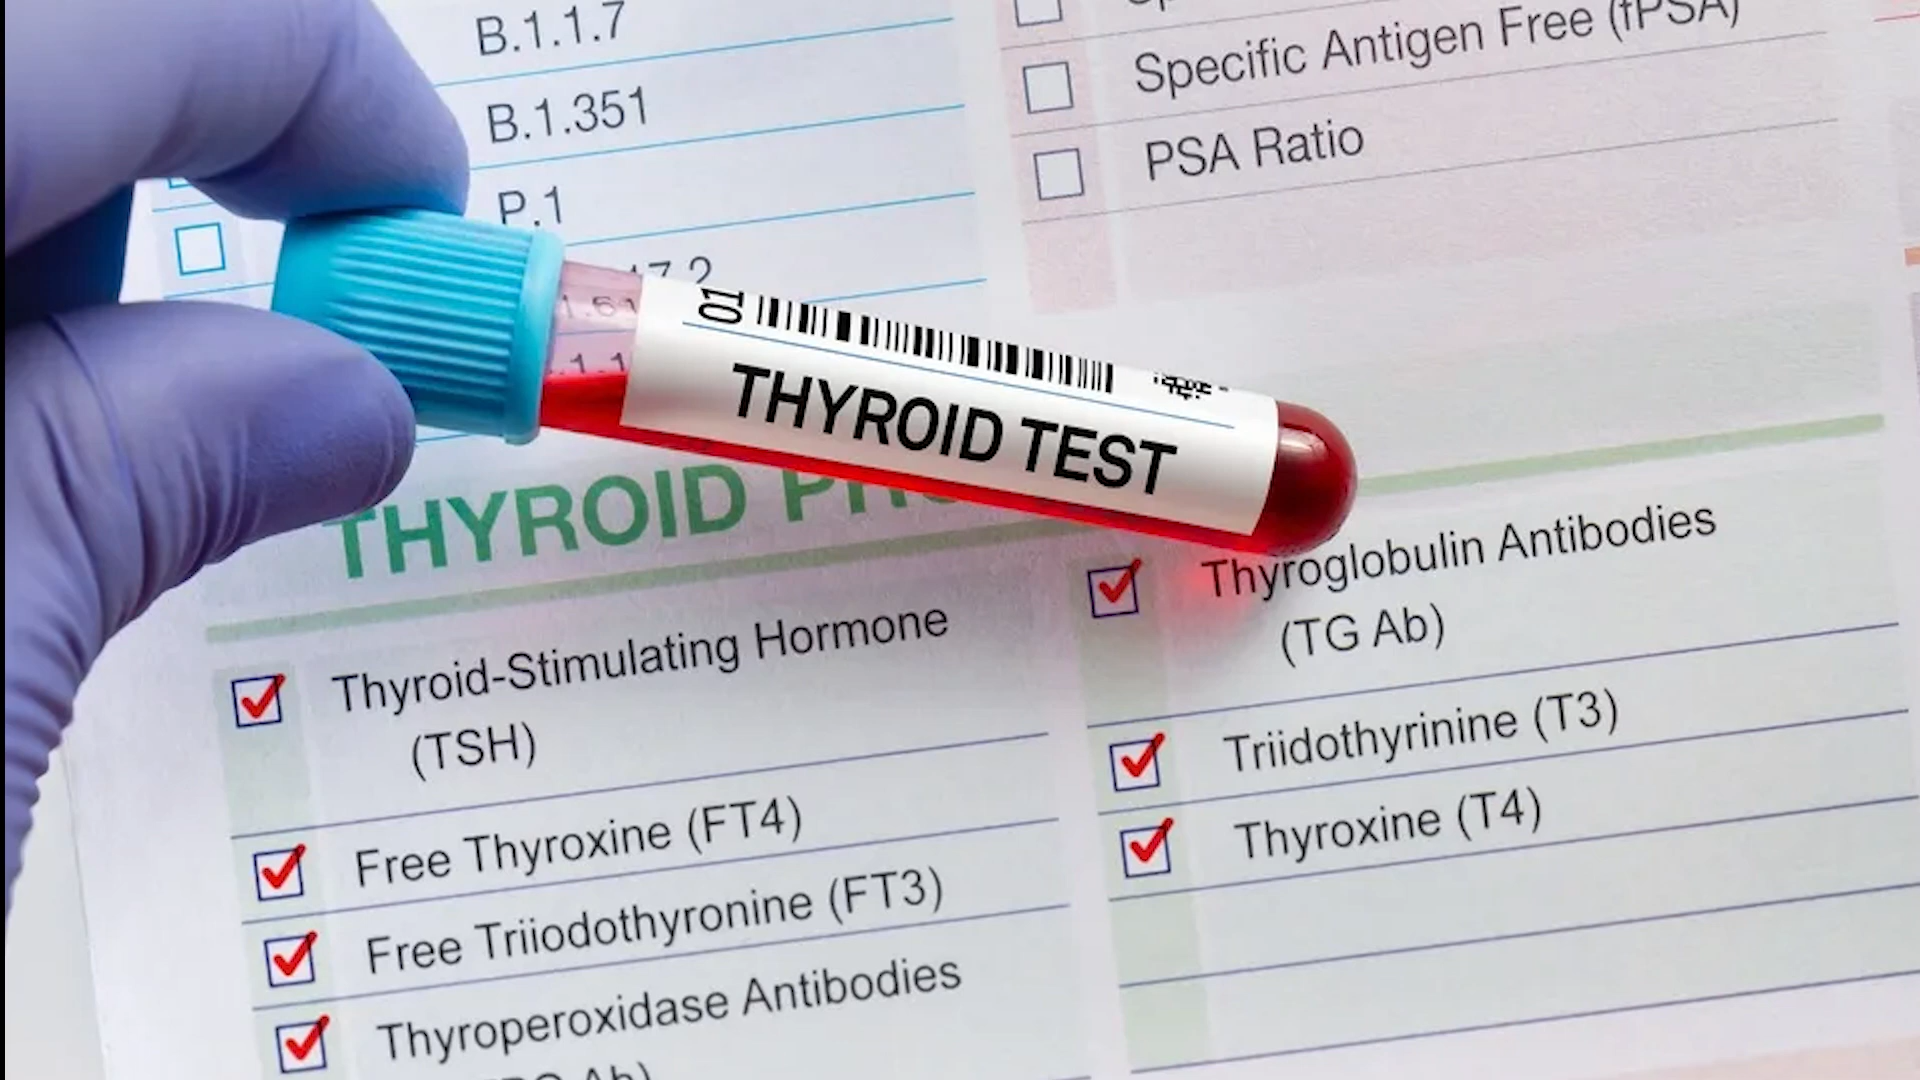 B.1.1.7
B.1.351
P.1
Specific Antigen Free (fPSA)
PSA Ratio
01
THYROID TEST
THYROID
Thyroid-Stimulating Hormone
(TSH)
Free Thyroxine (FT4)
Free Triiodothyronine (FT3)
Thyroperoxidase Antibodies
Thyroglobulin Antibodies
(TG Ab)
Triidothyrinine (T3)
Thyroxine (T4)